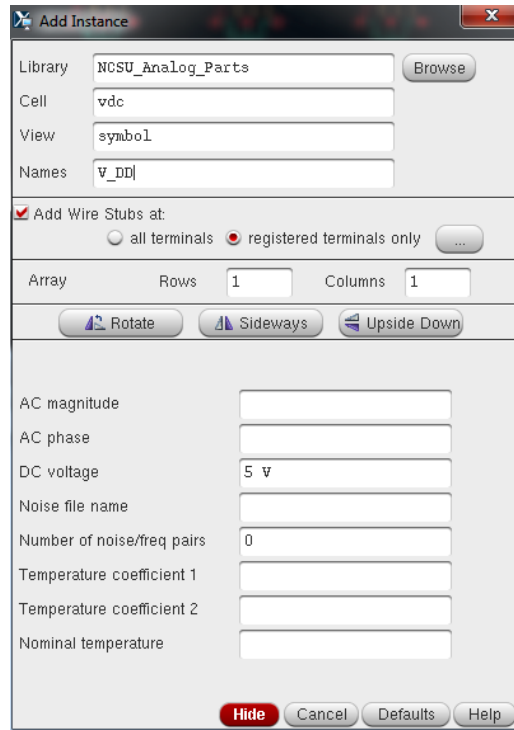 Add Instance
Library NCSU_Analog_Parts Browse
Cell vdc
View symbol
Names V_DD
Add Wire Stubs at:
all terminals registered terminals only ...
Array Rows 1 Columns 1
Rotate Sideways Upside Down
AC magnitude
AC phase
DC voltage 5 V
Noise file name
Number of noise/freq pairs 0
Temperature coefficient 1
Temperature coefficient 2
Nominal temperature
Hide Cancel Defaults Help